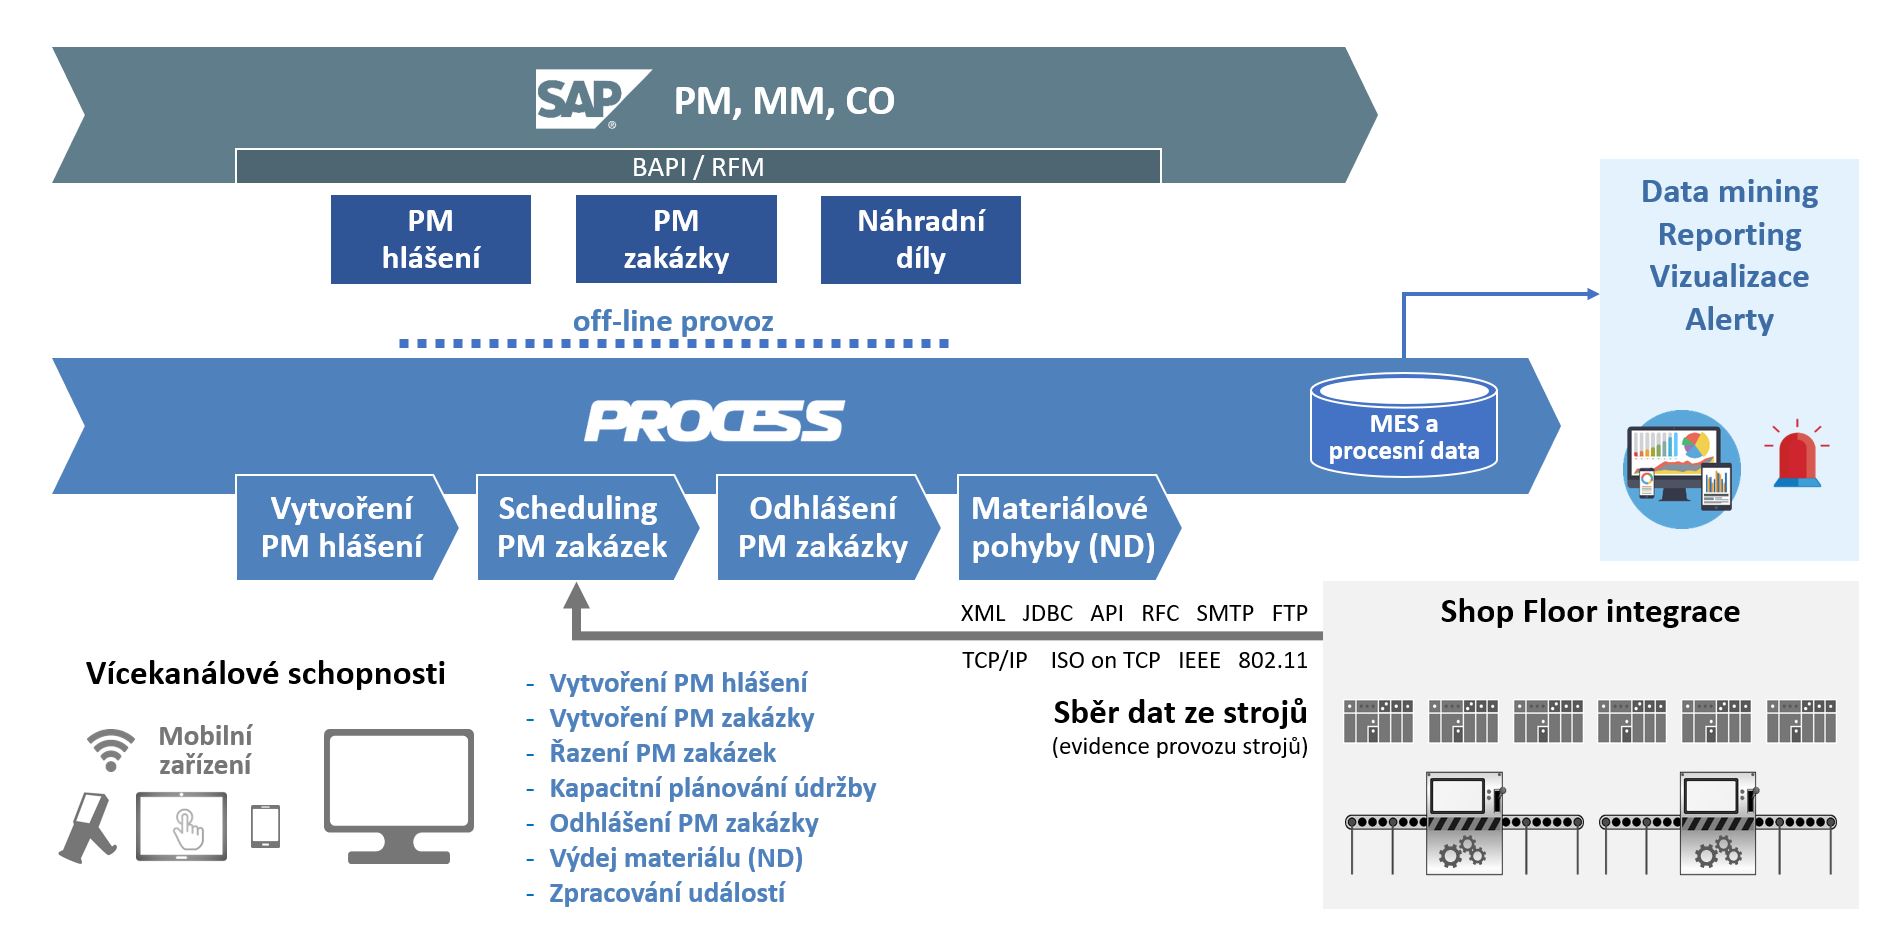 SAP ® PM, MM, CO
BAPI / RFM
PM
hlášení
PM
zakázky
Náhradní
díly
off-line provoz
PROCESS
MES a
procesní data
Data mining
Reporting
Vizualizace
Alerty
Vytvoření
PM hlášení
Scheduling
PM zakázek
Odhlášení
PM zakázky
Materiálové
pohyby (ND)
XML JDBC API RFC SMTP FTP
TCP/IP ISO on TCP IEEE 802.11
Sběr dat ze strojů
(evidence provozu strojů)
Shop Floor integrace
Vícekanálové schopnosti
Mobilní
zařízení
- Vytvoření PM hlášení
- Vytvoření PM zakázky
- Řazení PM zakázek
- Kapacitní plánování údržby
- Odhlášení PM zakázky
- Výdej materiálu (ND)
- Zpracování událostí